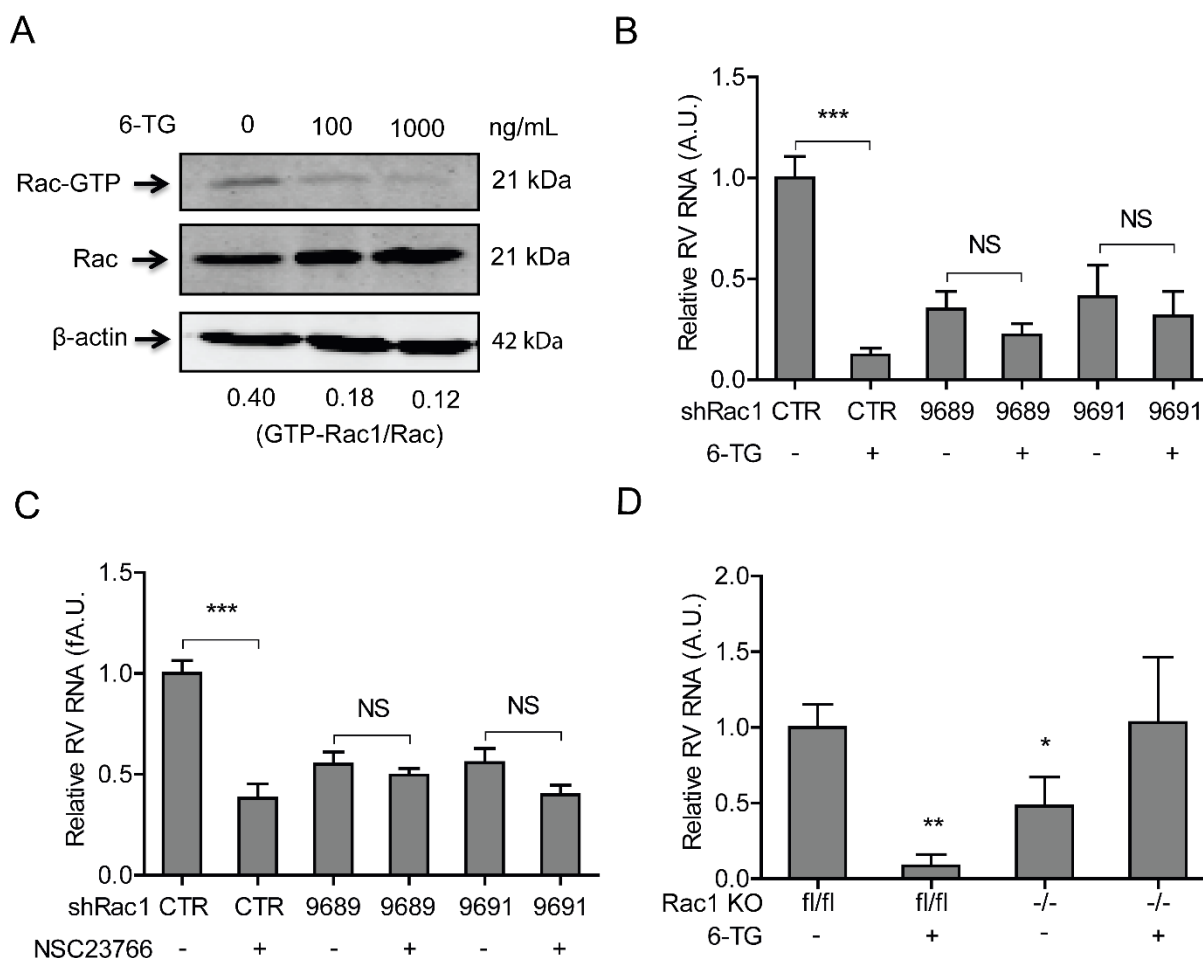 A
6-TG 0 100 1000 ng/mL
Rac-GTP 21 kDa
Rac 21 kDa
β-actin 42 kDa
0.40 0.18 0.12
(GTP-Rac1/Rac)
B
Relative RV RNA (A.U.)
1.5
1.0
0.5
0.0
***
NS
NS
shRac1 CTR CTR 9689 9689 9691 9691
6-TG - + - + - +
C
Relative RV RNA (fA.U.)
1.5
1.0
0.5
0.0
***
NS
NS
shRac1 CTR CTR 9689 9689 9691 9691
NSC23766 - + - + - +
D
Relative RV RNA (A.U.)
2.0
1.5
1.0
0.5
0.0
**
*
Rac1 KO fl/fl fl/fl -/- -/-
6-TG - + - +